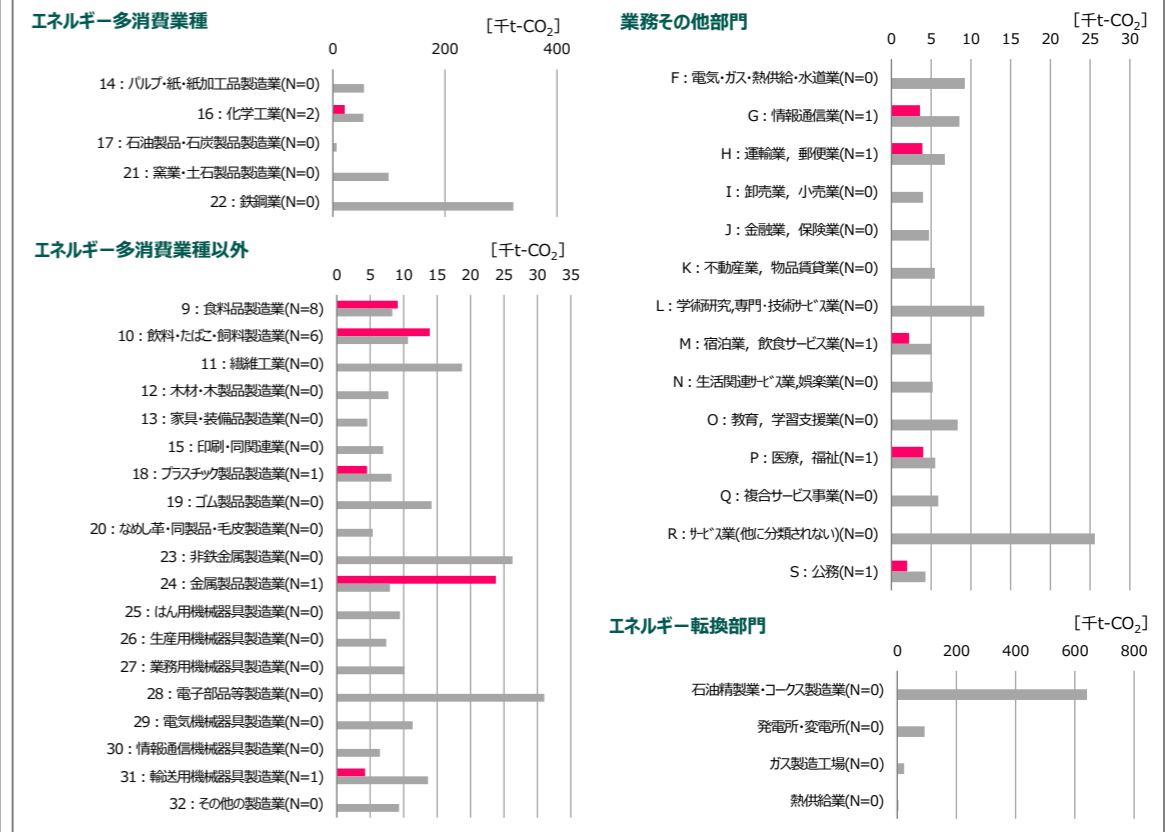 エネルギー多消費業種
[千t-CO₂]
0 200 400
14：パルプ・紙・紙加工品製造業(N=0)
16：化学工業(N=2)
17：石油製品・石炭製品製造業(N=0)
21：窯業・土石製品製造業(N=0)
22：鉄鋼業(N=0)
エネルギー多消費業種以外
[千t-CO₂]
0 5 10 15 20 25 30 35
9：食料品製造業(N=8)
10：飲料・たばこ・飼料製造業(N=6)
11：繊維工業(N=0)
12：木材・木製品製造業(N=0)
13：家具・装備品製造業(N=0)
15：印刷・同関連業(N=0)
18：プラスチック製品製造業(N=1)
19：ゴム製品製造業(N=0)
20：なめし革・同製品・毛皮製造業(N=0)
23：非鉄金属製造業(N=0)
24：金属製品製造業(N=1)
25：はん用機械器具製造業(N=0)
26：生産用機械器具製造業(N=0)
27：業務用機械器具製造業(N=0)
28：電子部品等製造業(N=0)
29：電気機械器具製造業(N=0)
30：情報通信機械器具製造業(N=0)
31：輸送用機械器具製造業(N=1)
32：その他の製造業(N=0)
業務その他部門
[千t-CO₂]
0 5 10 15 20 25 30
F：電気・ガス・熱供給・水道業(N=0)
G：情報通信業(N=1)
H：運輸業，郵便業(N=1)
I：卸売業，小売業(N=0)
J：金融業，保険業(N=0)
K：不動産業，物品賃貸業(N=0)
L：学術研究,専門・技術ｻｰﾋﾞｽ業(N=0)
M：宿泊業，飲食サービス業(N=1)
N：生活関連ｻｰﾋﾞｽ業,娯楽業(N=0)
O：教育，学習支援業(N=0)
P：医療，福祉(N=1)
Q：複合サービス事業(N=0)
R：ｻｰﾋﾞｽ業(他に分類されない)(N=0)
S：公務(N=1)
エネルギー転換部門
[千t-CO₂]
0 200 400 600 800
石油精製業・コークス製造業(N=0)
発電所・変電所(N=0)
ガス製造工場(N=0)
熱供給業(N=0)